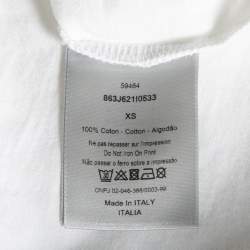 59484
863J621I0533
XS
100% Coton - Cotton - Algodão
Ne pas repasser sur l'impression
Do Not Iron On Print
Não passar o ferro sobre a impressão
Made In ITALY
ITALIA